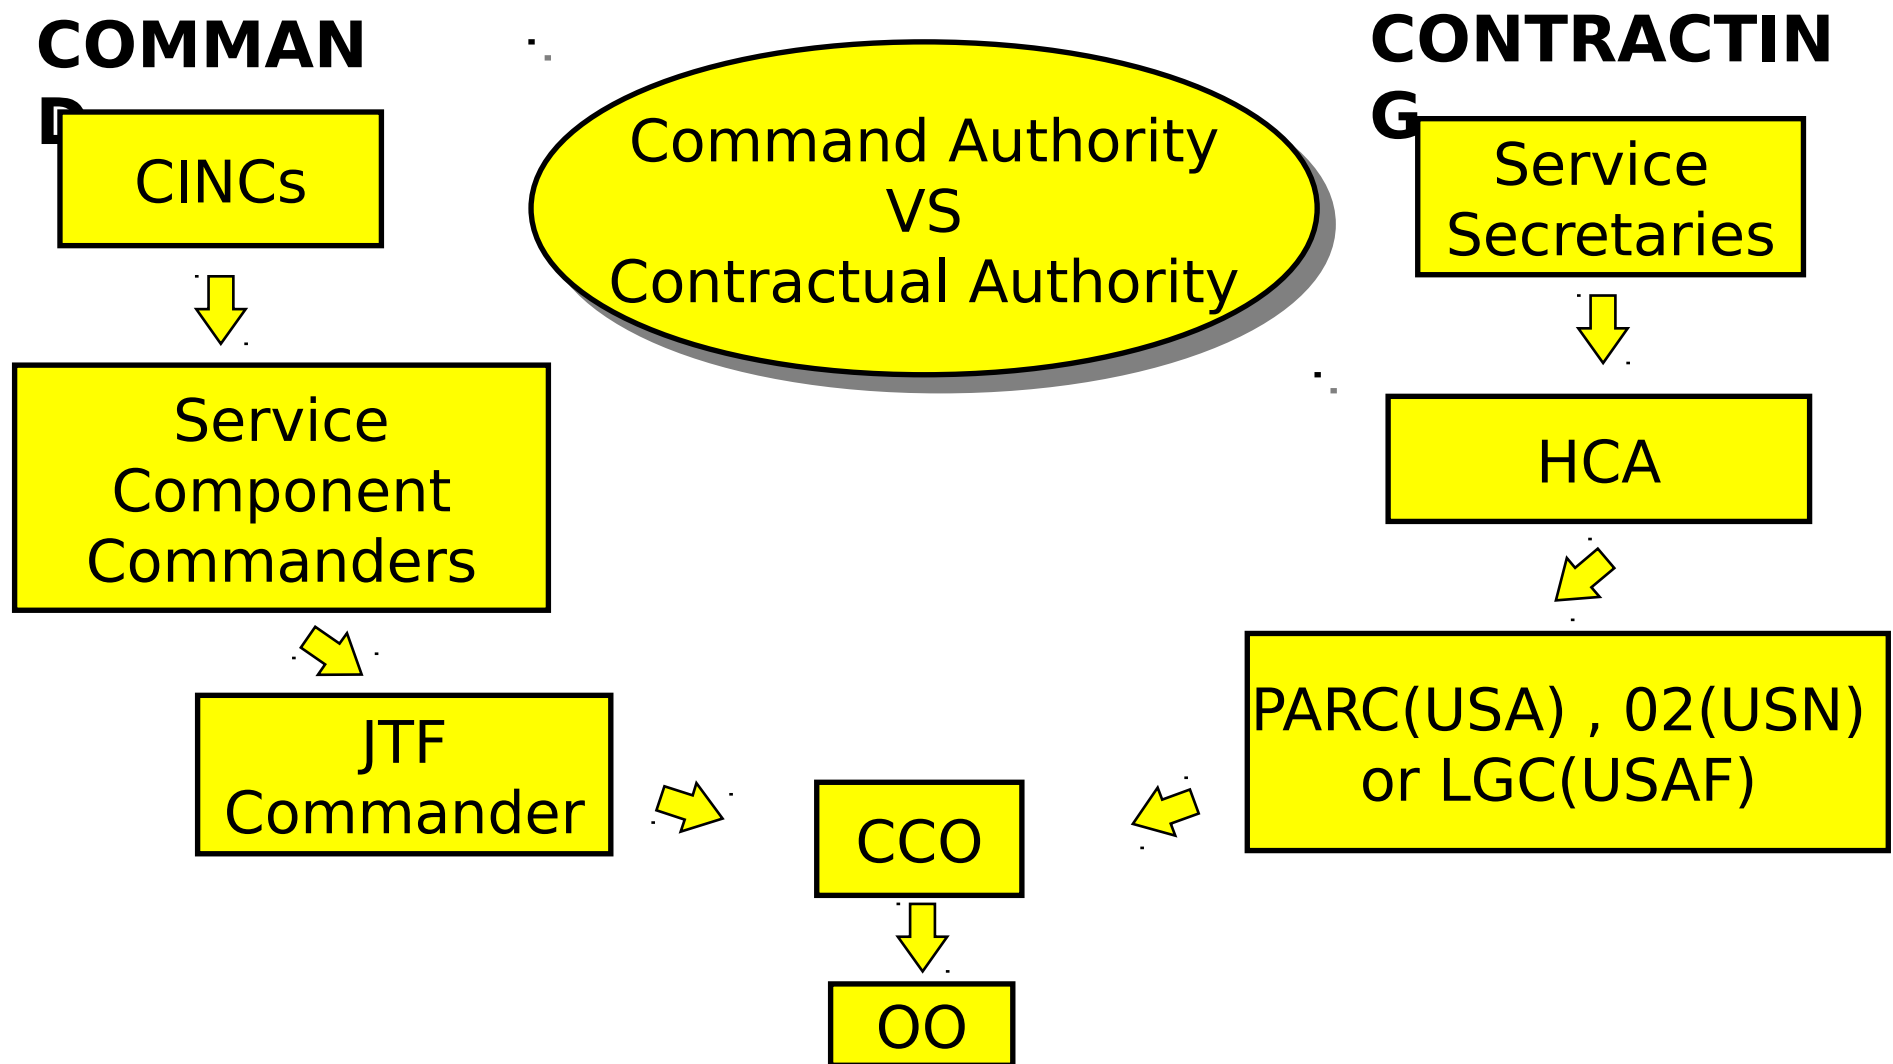 COMMAN
D
CINCs
Service
Component
Commanders
JTF
Commander
Command Authority
VS
Contractual Authority
CONTRACTIN
G
Service
Secretaries
HCA
PARC(USA) , 02(USN)
or LGC(USAF)
CCO
OO